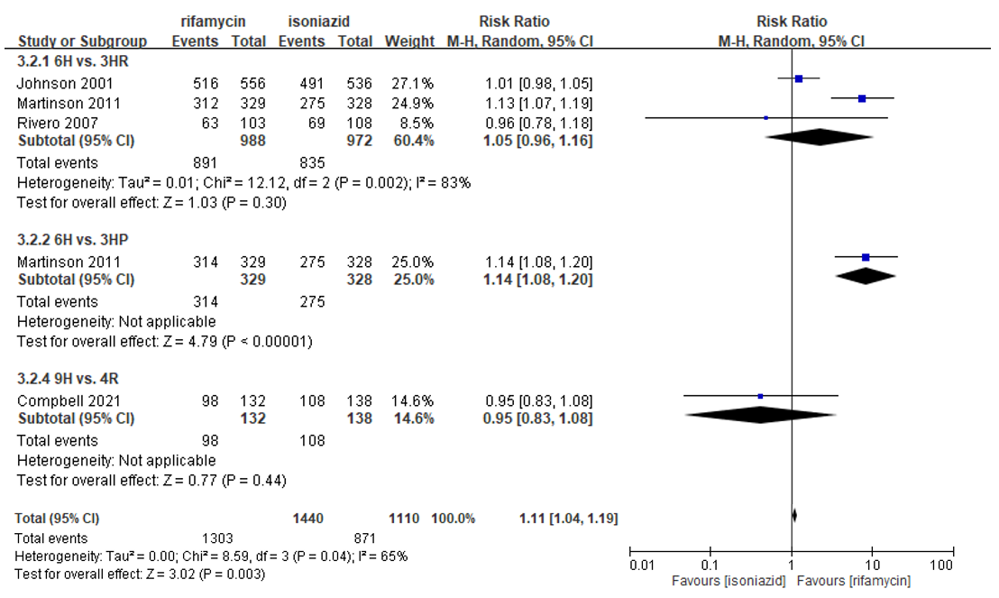 rifamycin isoniazid Risk Ratio Risk Ratio
Study or Subgroup Events Total Events Total Weight M-H, Random, 95% CI M-H, Random, 95% CI
3.2.1 6H vs. 3HR
Johnson 2001 516 556 491 536 27.1% 1.01 [0.98, 1.05]
Martinson 2011 312 329 275 328 24.9% 1.13 [1.07, 1.19]
Rivero 2007 63 103 69 108 8.5% 0.96 [0.78, 1.18]
Subtotal (95% CI) 988 972 60.4% 1.05 [0.96, 1.16]
Total events 891 835
Heterogeneity: Tau² = 0.01; Chi² = 12.12, df = 2 (P = 0.002); I² = 83%
Test for overall effect: Z = 1.03 (P = 0.30)
3.2.2 6H vs. 3HP
Martinson 2011 314 329 275 328 25.0% 1.14 [1.08, 1.20]
Subtotal (95% CI) 329 328 25.0% 1.14 [1.08, 1.20]
Total events 314 275
Heterogeneity: Not applicable
Test for overall effect: Z = 4.79 (P < 0.00001)
3.2.4 9H vs. 4R
Compbell 2021 98 132 108 138 14.6% 0.95 [0.83, 1.08]
Subtotal (95% CI) 132 138 14.6% 0.95 [0.83, 1.08]
Total events 98 108
Heterogeneity: Not applicable
Test for overall effect: Z = 0.77 (P = 0.44)
Total (95% CI) 1440 1110 100.0% 1.11 [1.04, 1.19]
Total events 1303 871
Heterogeneity: Tau² = 0.00; Chi² = 8.59, df = 3 (P = 0.04); I² = 65%
Test for overall effect: Z = 3.02 (P = 0.003)
0.01 0.1 1 10 100
Favours [isoniazid] Favours [rifamycin]